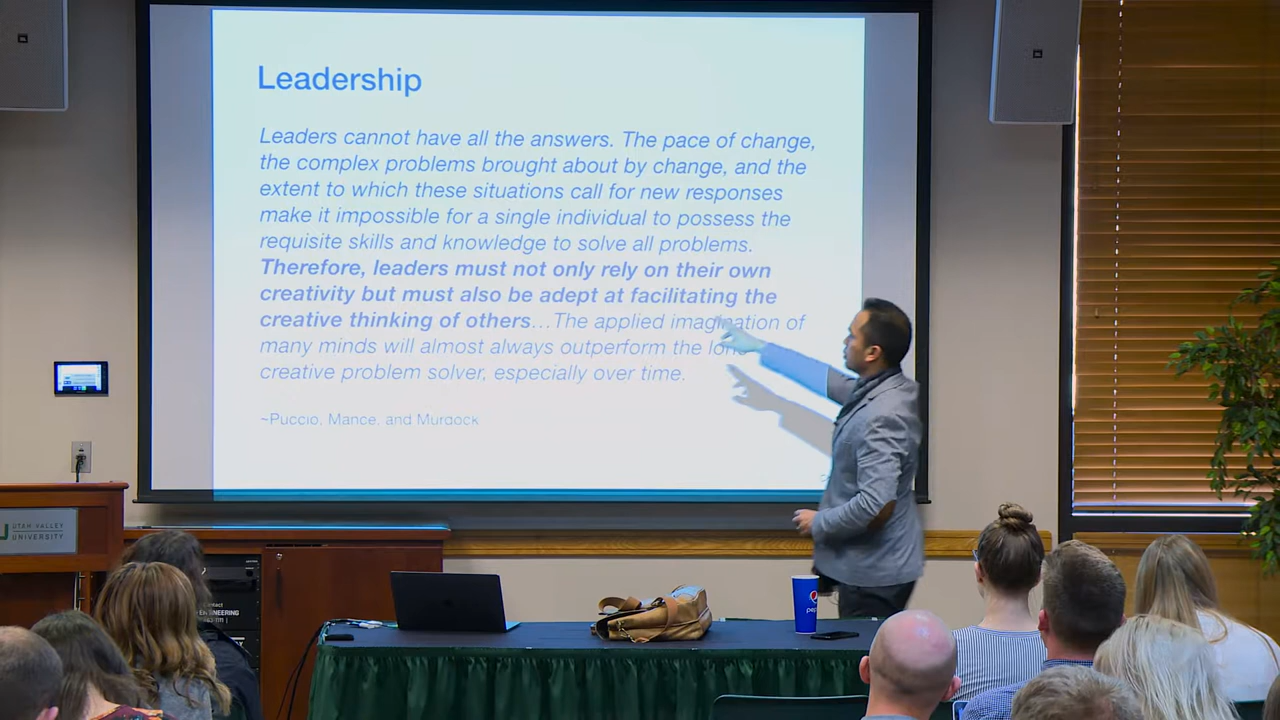 Leadership
Leaders cannot have all the answers. The pace of change,
the complex problems brought about by change, and the
extent to which these situations call for new responses
make it impossible for a single individual to possess the
requisite skills and knowledge to solve all problems.
Therefore, leaders must not only rely on their own
creativity but must also be adept at facilitating the
creative thinking of others...The applied imagination of
many minds will almost always outperform the
creative problem solver, especially over time.
~Puccio, Mance, and Murdock
UTAH VALLEY
UNIVERSITY
Contact
pepsi
JBL
JBL